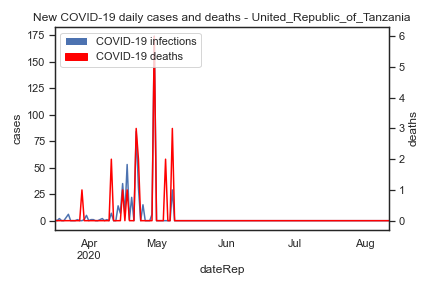 New COVID-19 daily cases and deaths - United_Republic_of_Tanzania
COVID-19 infections
COVID-19 deaths
175
150
125
100
75
50
25
0
cases
6
5
4
3
2
1
0
deaths
Apr
2020
May
Jun
Jul
Aug
dateRep